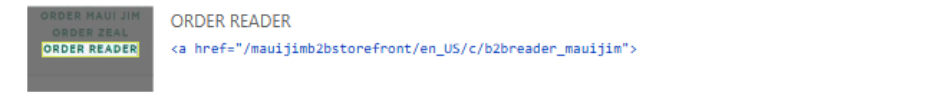 ORDER MAUI JIM
ORDER ZEAL
ORDER READER
ORDER READER
<a href="/mauijimb2bstorefront/en_US/c/b2breader_mauijim">